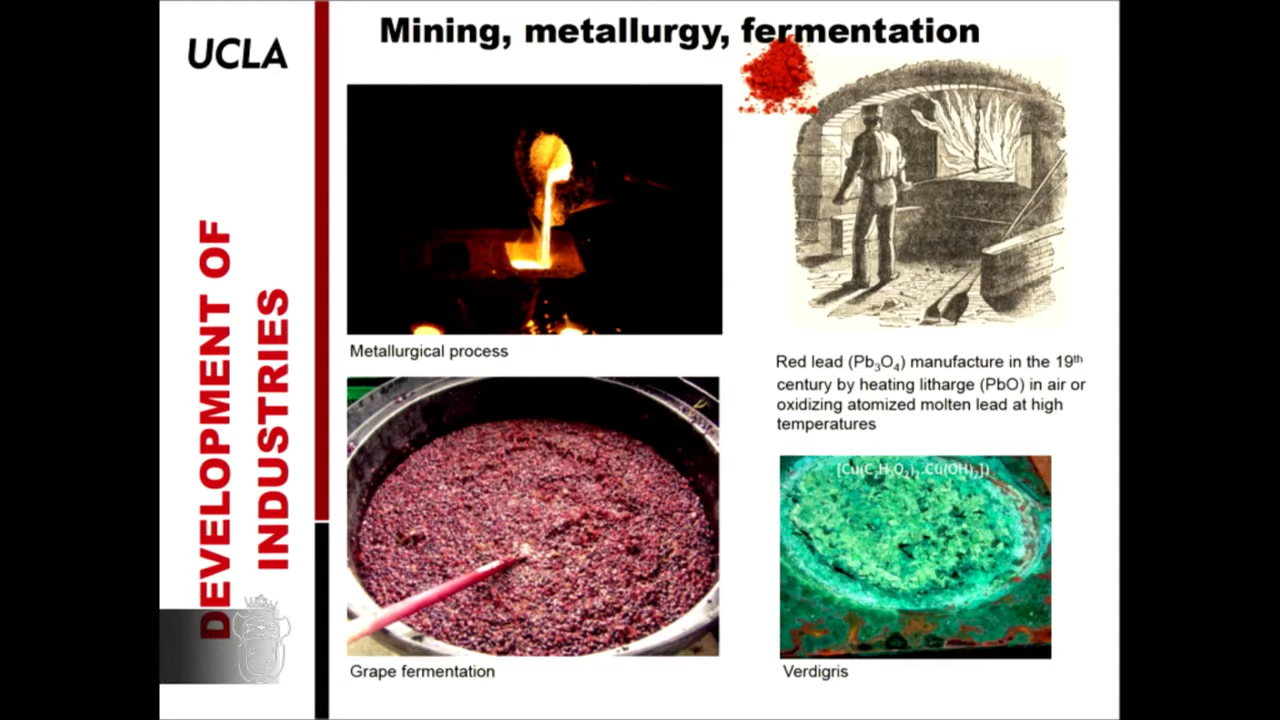 UCLA
DEVELOPMENT OF
INDUSTRIES
Mining, metallurgy, fermentation
Metallurgical process
Red lead (Pb₃O₄) manufacture in the 19ᵗʰ
century by heating litharge (PbO) in air or
oxidizing atomized molten lead at high
temperatures
Grape fermentation
[Cu(C₂H₃O₂)₂.Cu(OH)₂])
Verdigris